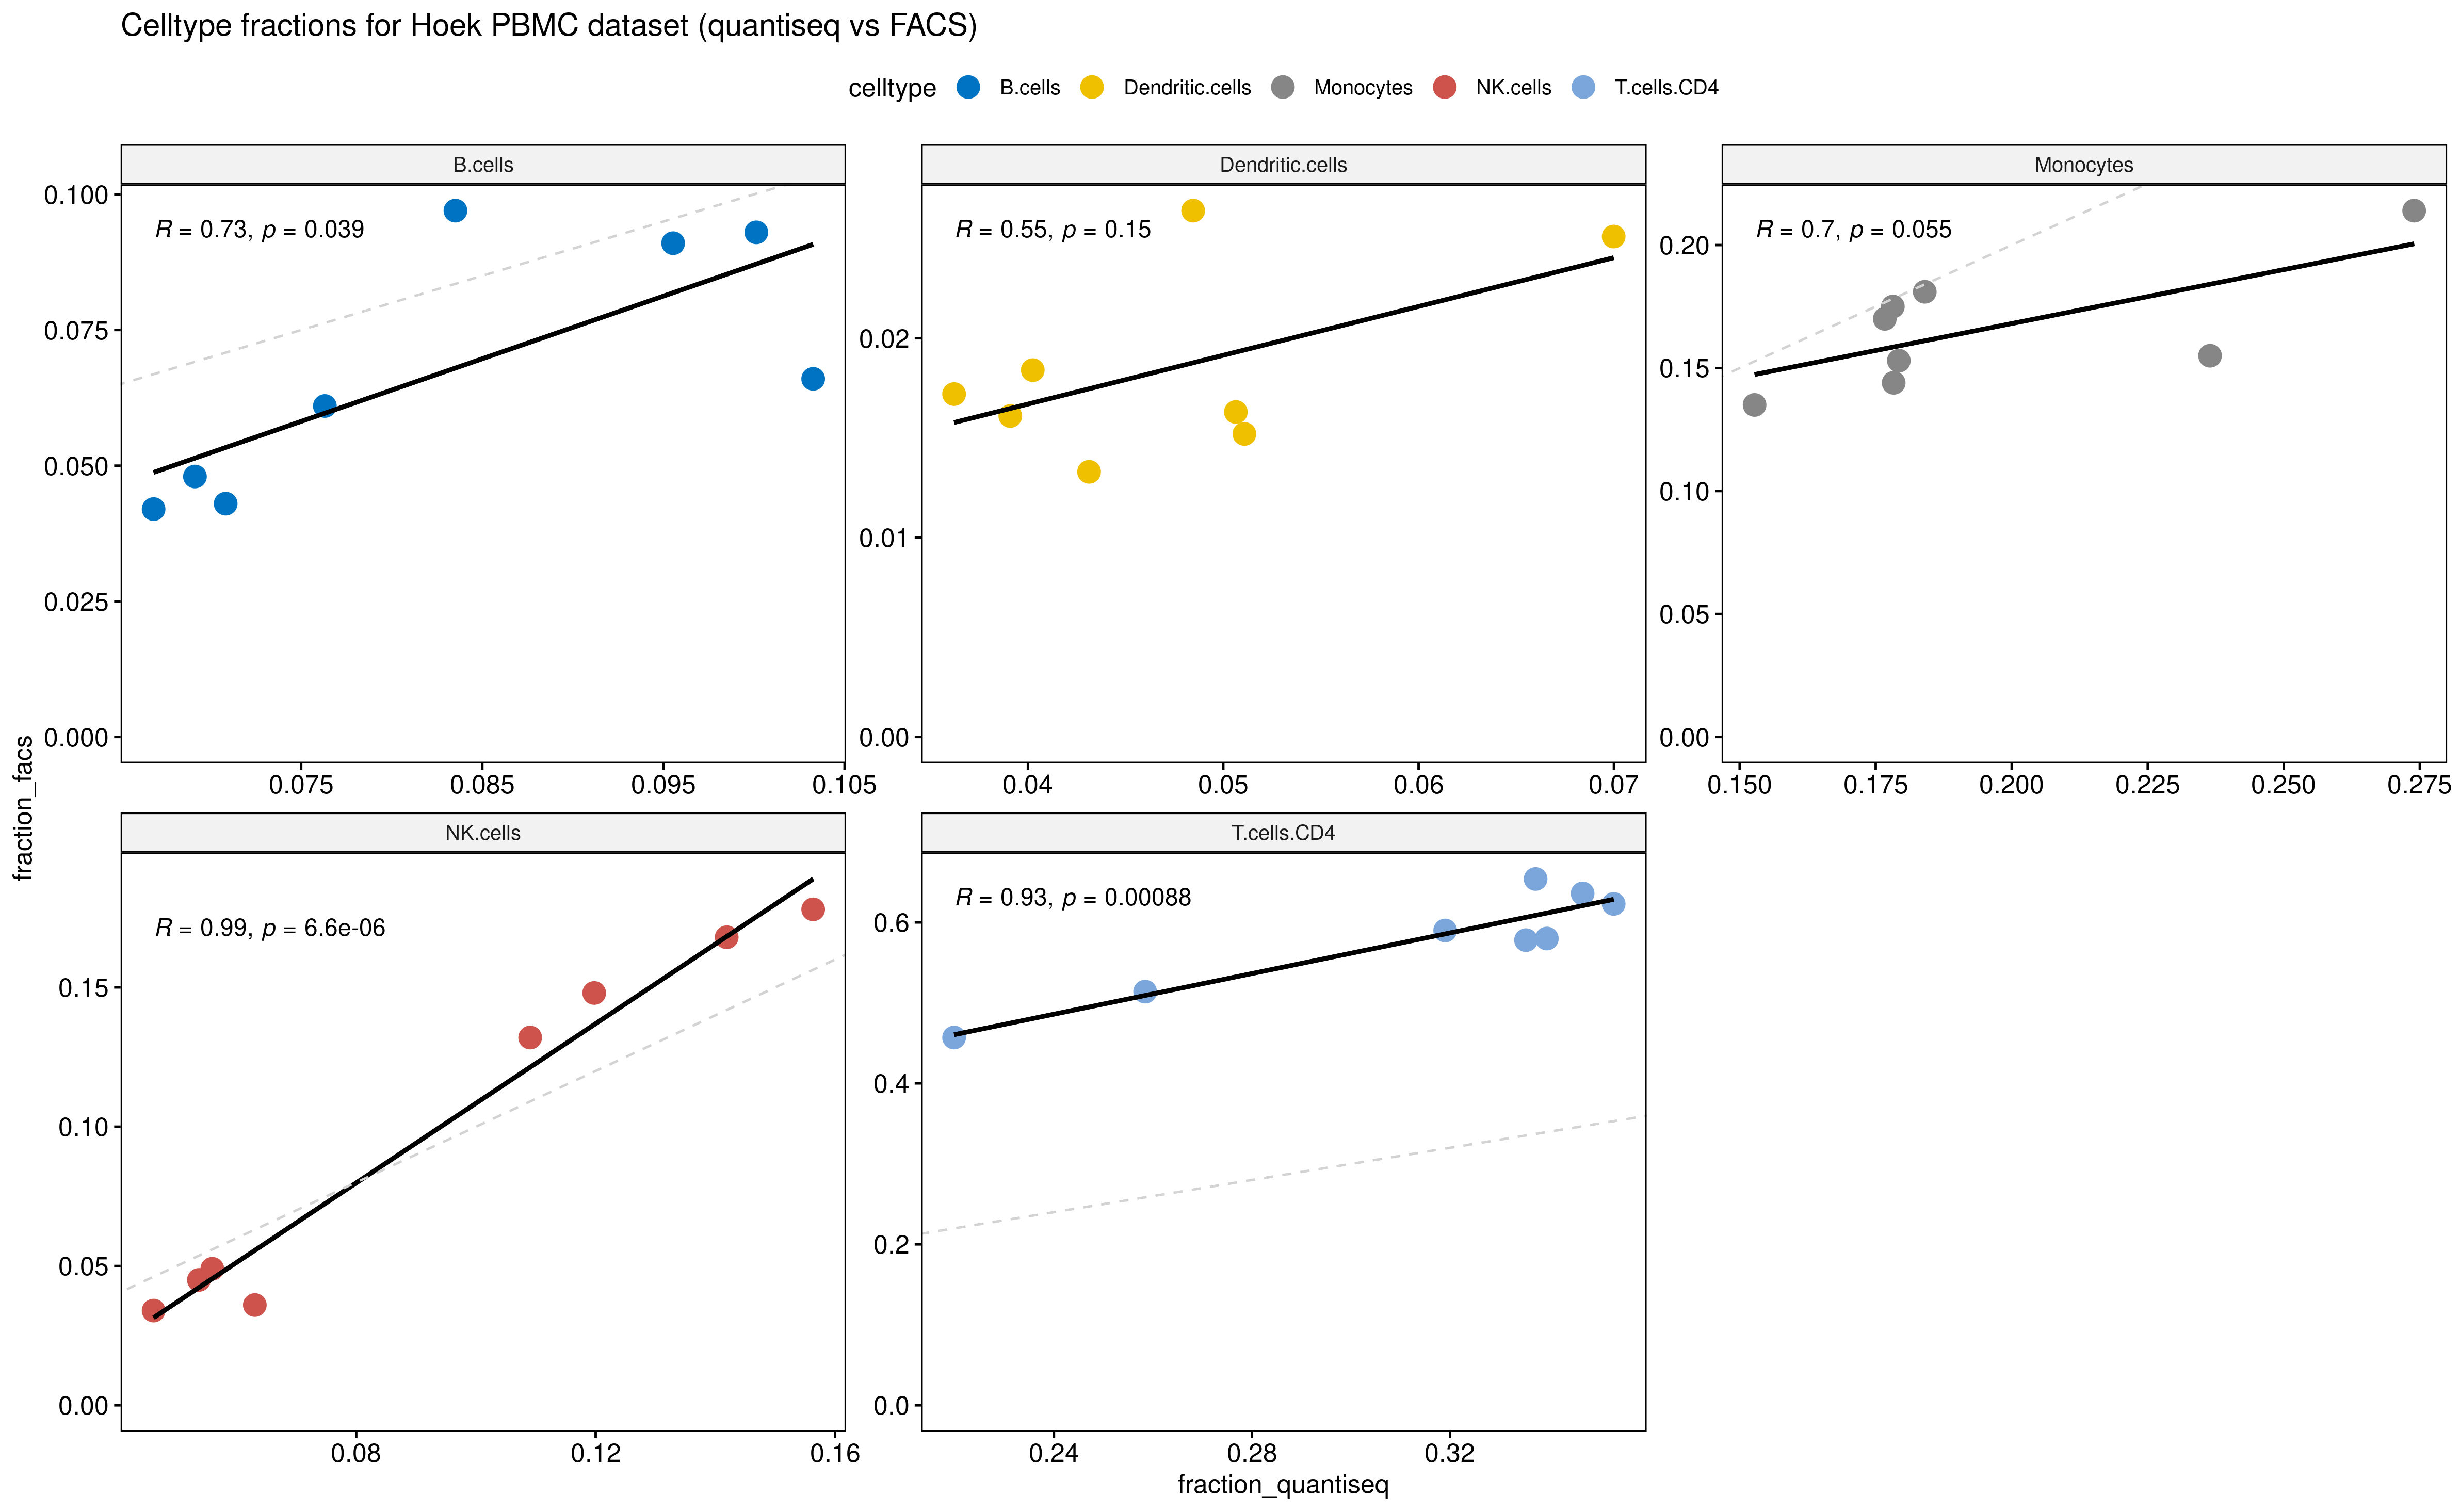 Celltype fractions for Hoek PBMC dataset (quantiseq vs FACS)
celltype B.cells Dendritic.cells Monocytes NK.cells T.cells.CD4
fraction_facs
B.cells
R = 0.73, p = 0.039
0.100
0.075
0.050
0.025
0.000
0.075 0.085 0.095 0.105
Dendritic.cells
R = 0.55, p = 0.15
0.02
0.01
0.00
0.04 0.05 0.06 0.07
Monocytes
R = 0.7, p = 0.055
0.20
0.15
0.10
0.05
0.00
0.150 0.175 0.200 0.225 0.250 0.275
NK.cells
R = 0.99, p = 6.6e-06
0.15
0.10
0.05
0.00
0.08 0.12 0.16
T.cells.CD4
R = 0.93, p = 0.00088
0.6
0.4
0.2
0.0
0.24 0.28 0.32
fraction_quantiseq